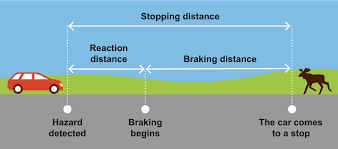 Stopping distance
Reaction
distance
Braking distance
Hazard
detected
Braking
begins
The car comes
to a stop